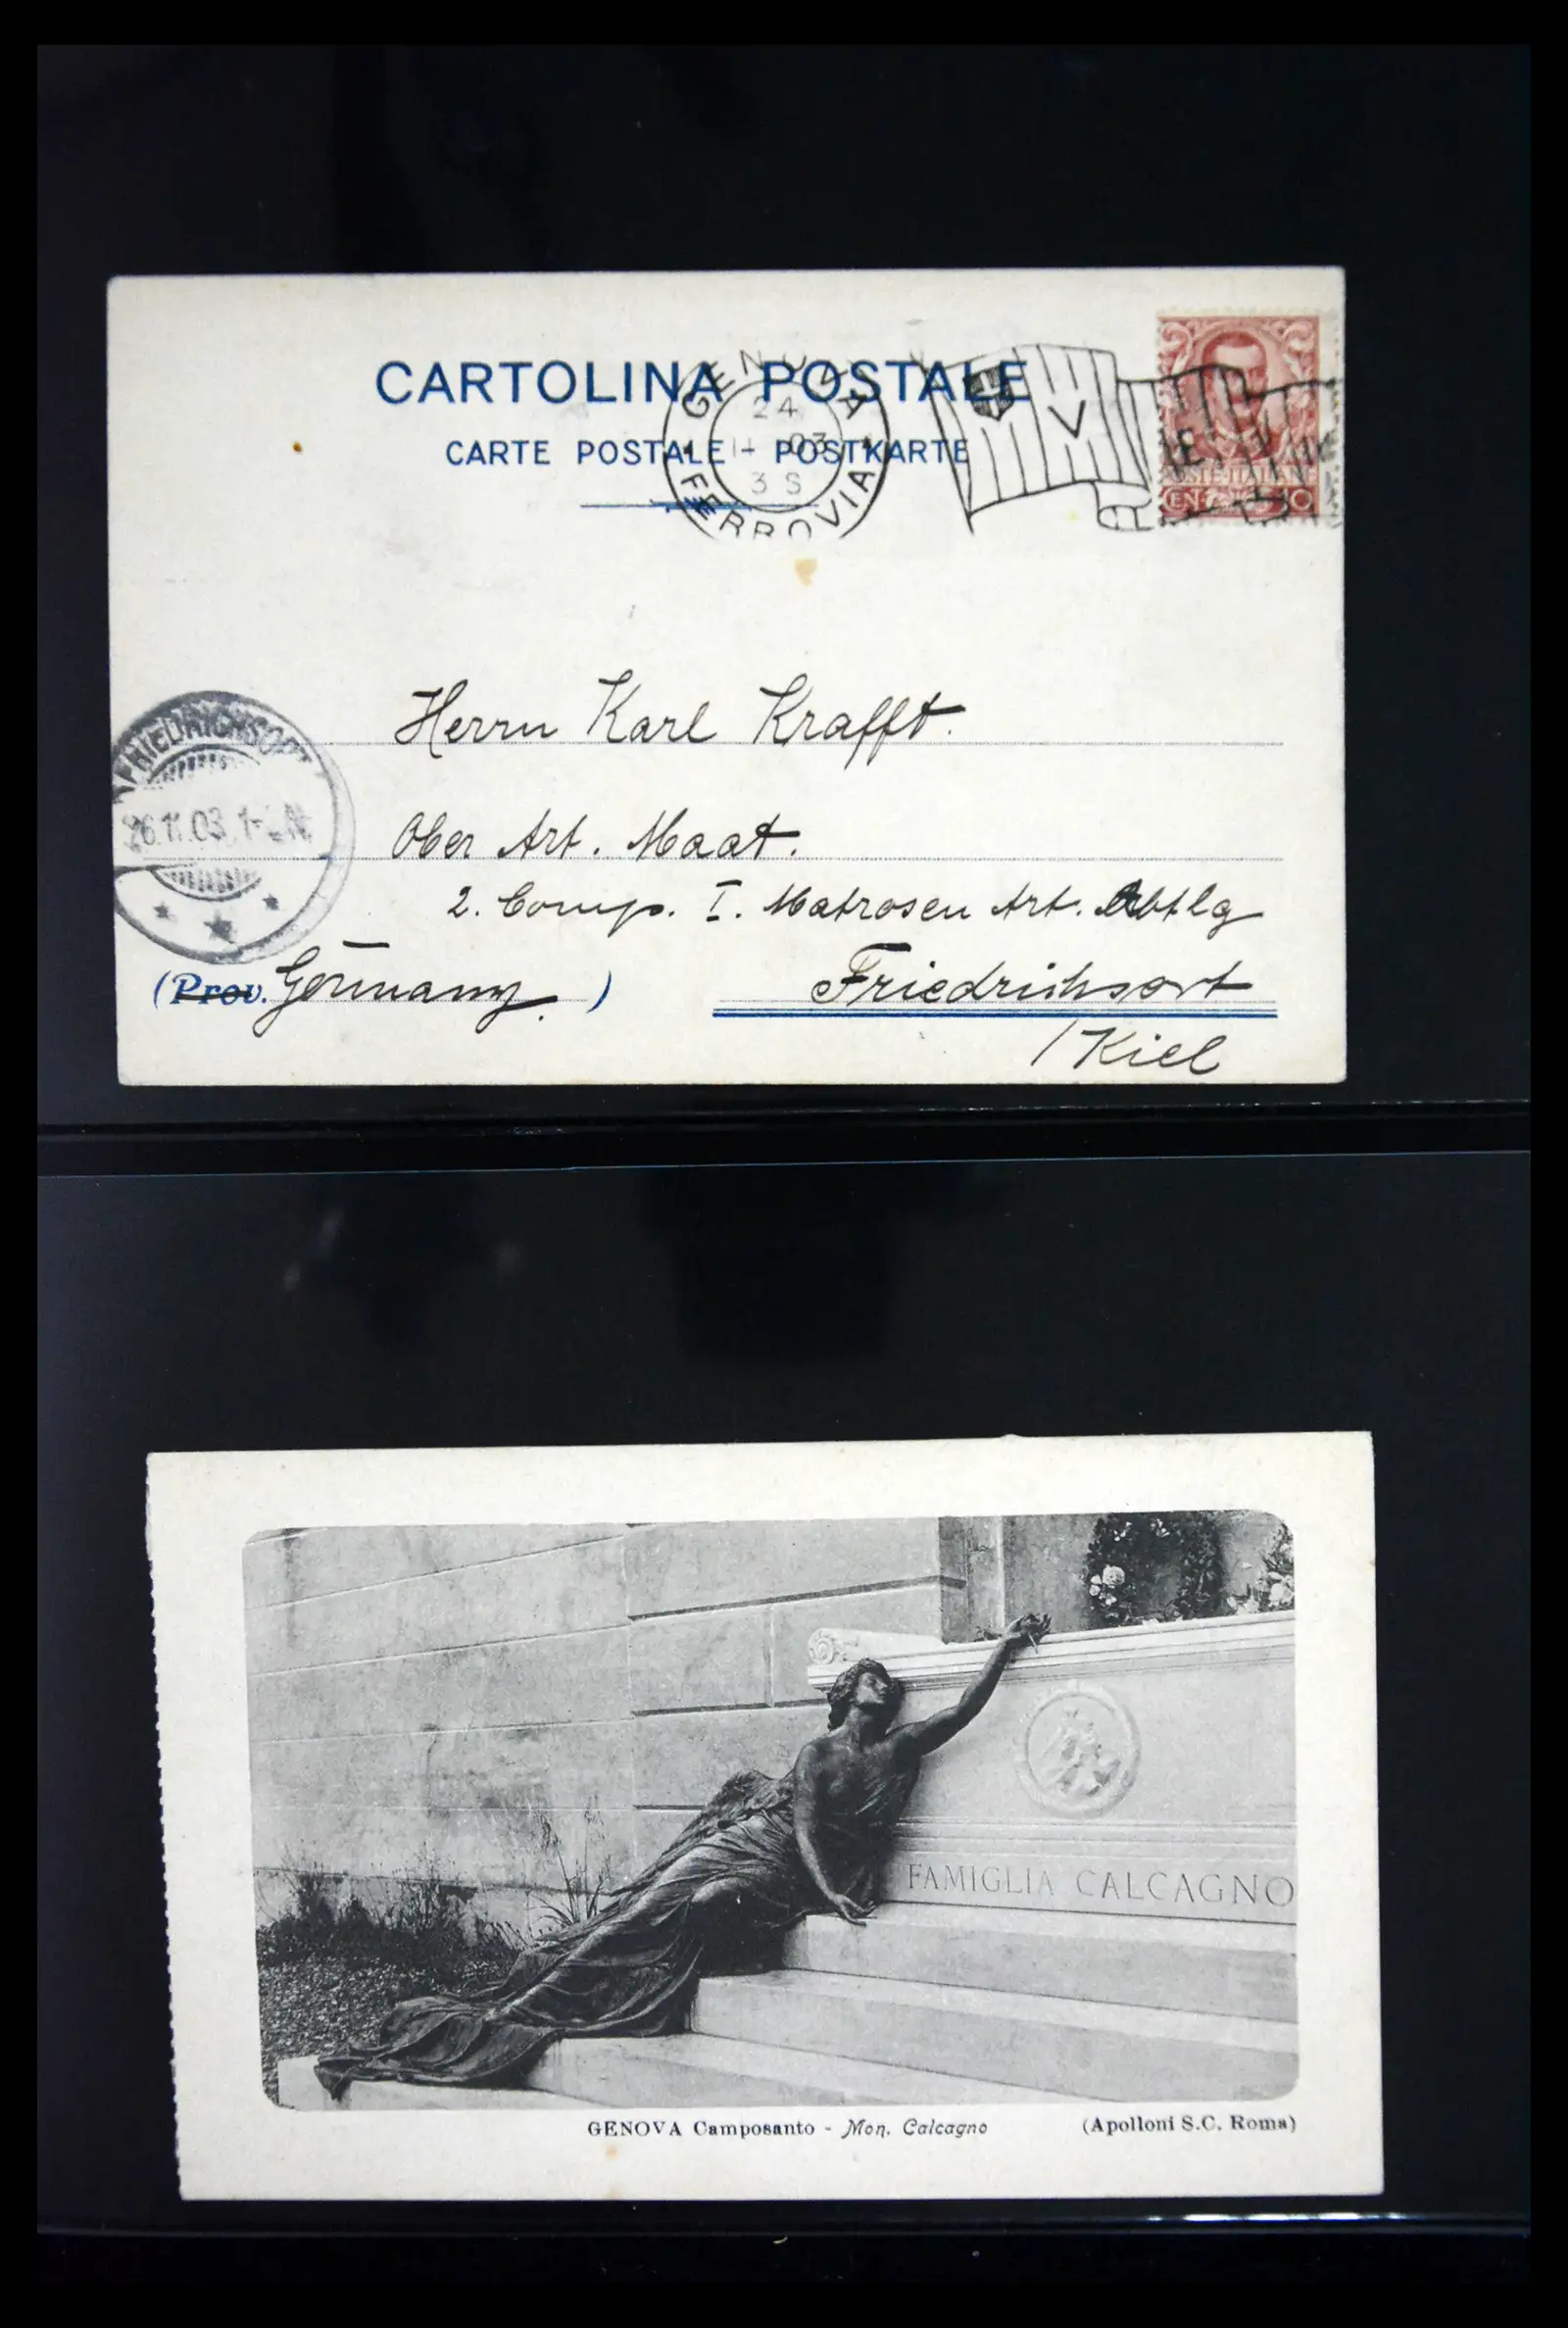 CARTOLINA POSTALE
CARTE POSTALE - POSTKARTE
GENOVA
24
11 03
3 S
FERROVIA
V
E
POSTE ITALIANE
CENT. 10
FRIEDRICHSORT
26.11.03. 1-2N
Herrn Karl Krafft.
Ober Art. Maat.
2. Comp. I. Matrosen Art. Abtlg
(Prov. Germany. ) Friedrichsort
/Kiel
FAMIGLIA CALCAGNO
GENOVA Camposanto - Mon. Calcagno (Apolloni S.C. Roma)